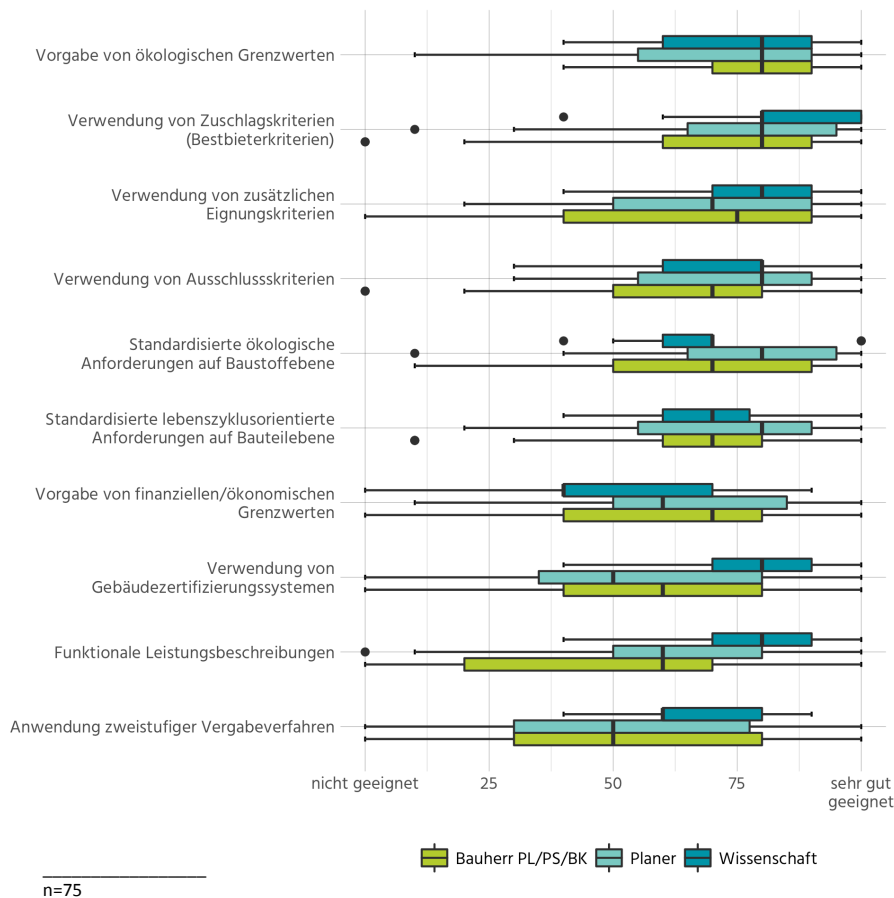 Vorgabe von ökologischen Grenzwerten
Verwendung von Zuschlagskriterien
(Bestbieterkriterien)
Verwendung von zusätzlichen
Eignungskriterien
Verwendung von Ausschlussskriterien
Standardisierte ökologische
Anforderungen auf Baustoffebene
Standardisierte lebenszyklusorientierte
Anforderungen auf Bauteilebene
Vorgabe von finanziellen/ökonomischen
Grenzwerten
Verwendung von
Gebäudezertifizierungssystemen
Funktionale Leistungsbeschreibungen
Anwendung zweistufiger Vergabeverfahren
nicht geeignet 25 50 75 sehr gut
geeignet
Bauherr PL/PS/BK Planer Wissenschaft
n=75